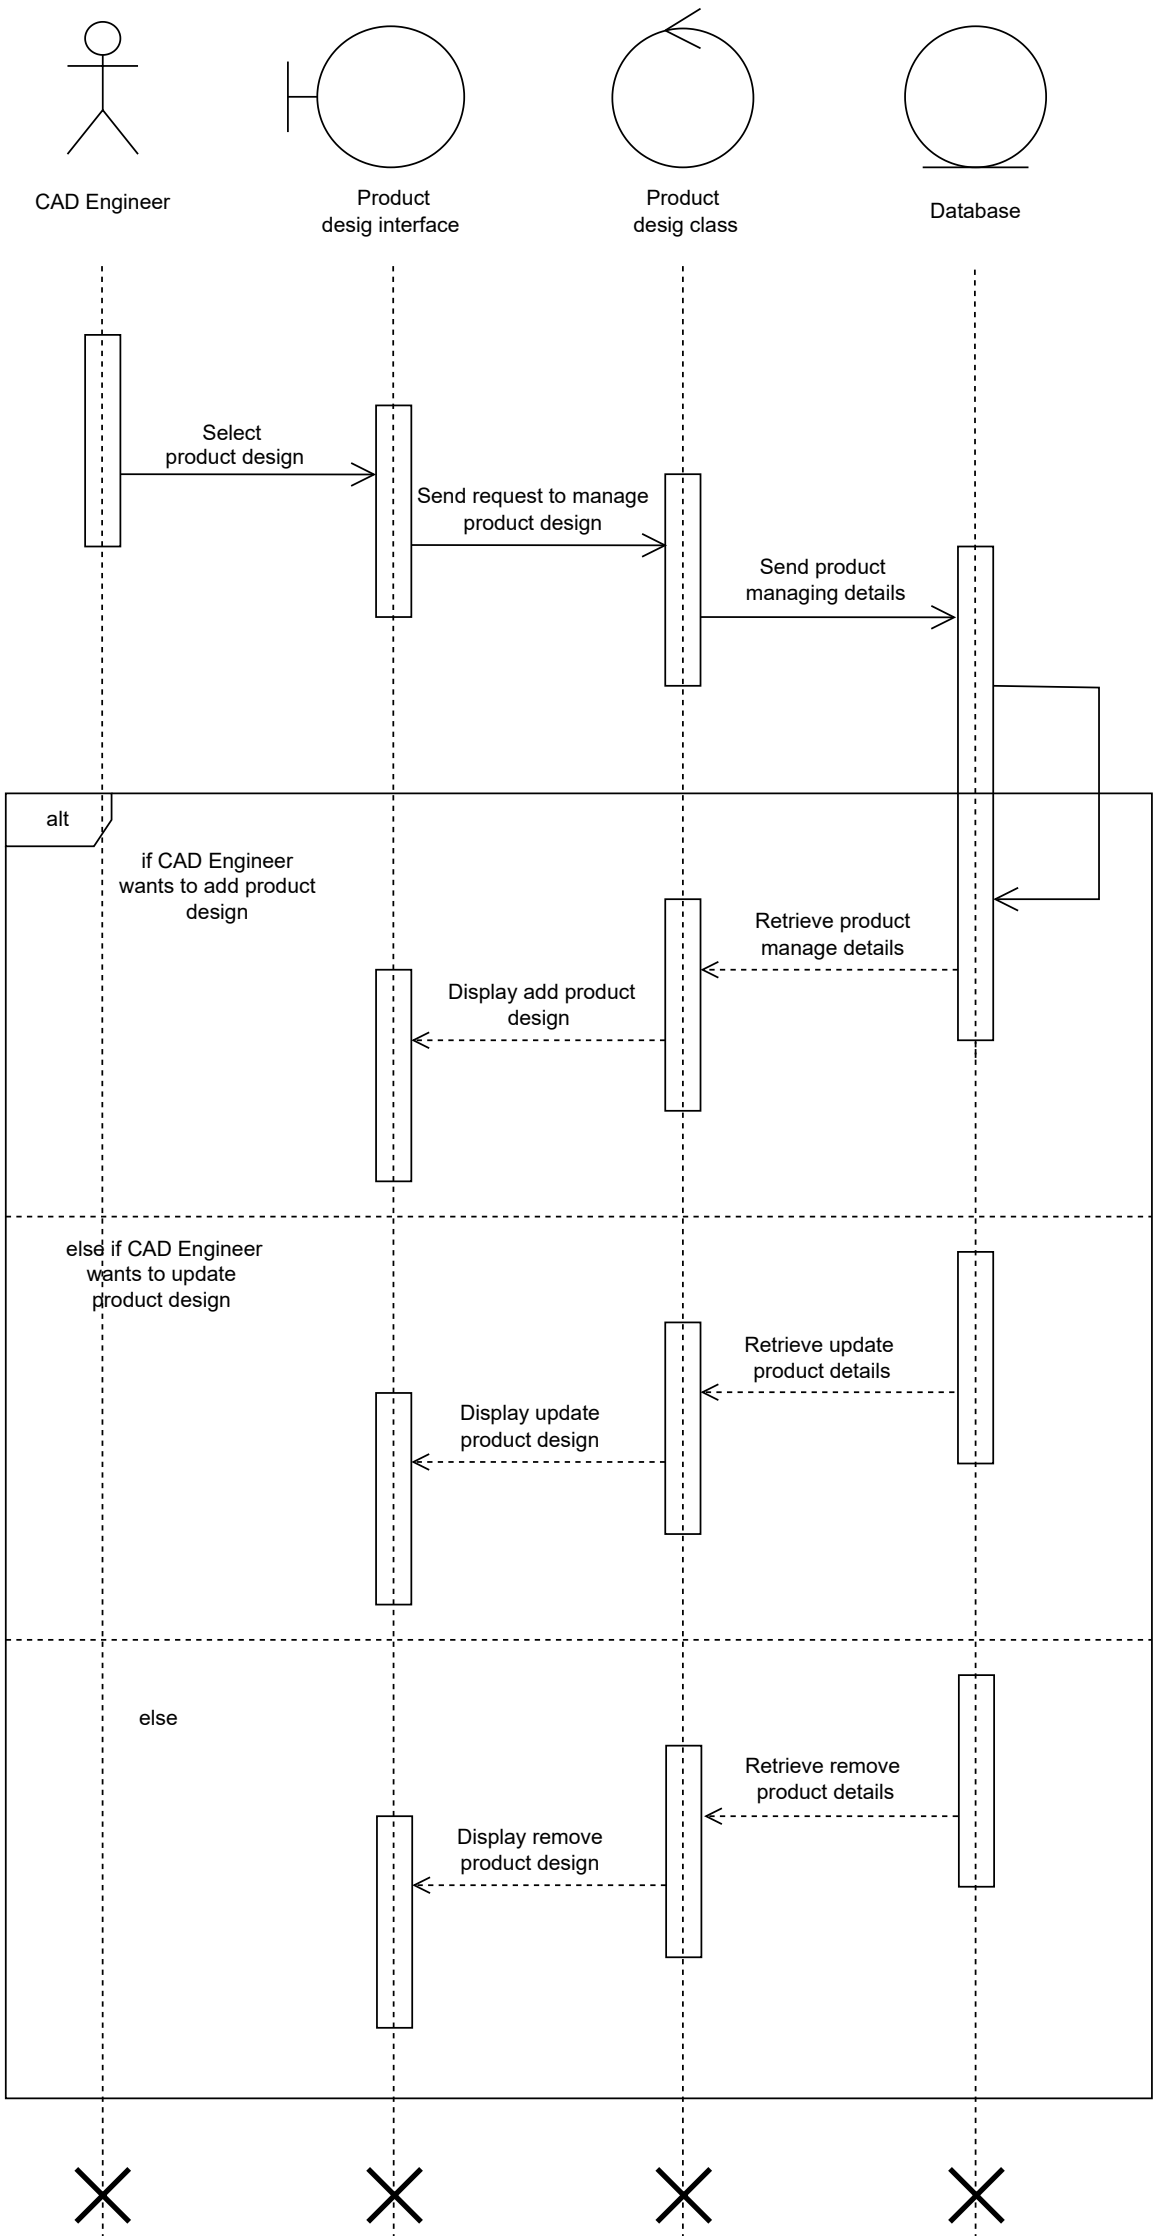 CAD Engineer
Product
desig interface
Product
desig class
Database
Select
product design
Send request to manage
product design
Send product
managing details
alt
if CAD Engineer
wants to add product
design
Retrieve product
manage details
Display add product
design
else if CAD Engineer
wants to update
product design
Retrieve update
product details
Display update
product design
else
Retrieve remove
product details
Display remove
product design